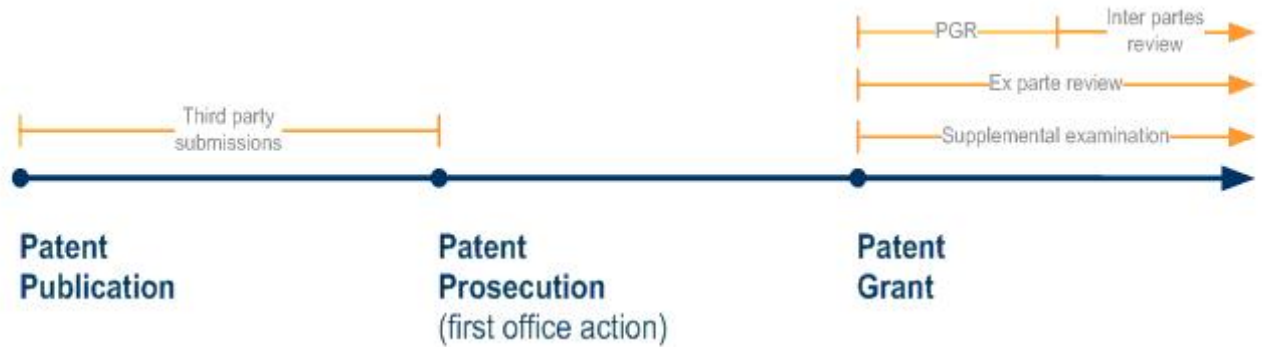 PGR
Inter partes
review
Ex parte review
Third party
submissions
Supplemental examination
Patent
Publication
Patent
Prosecution
(first office action)
Patent
Grant